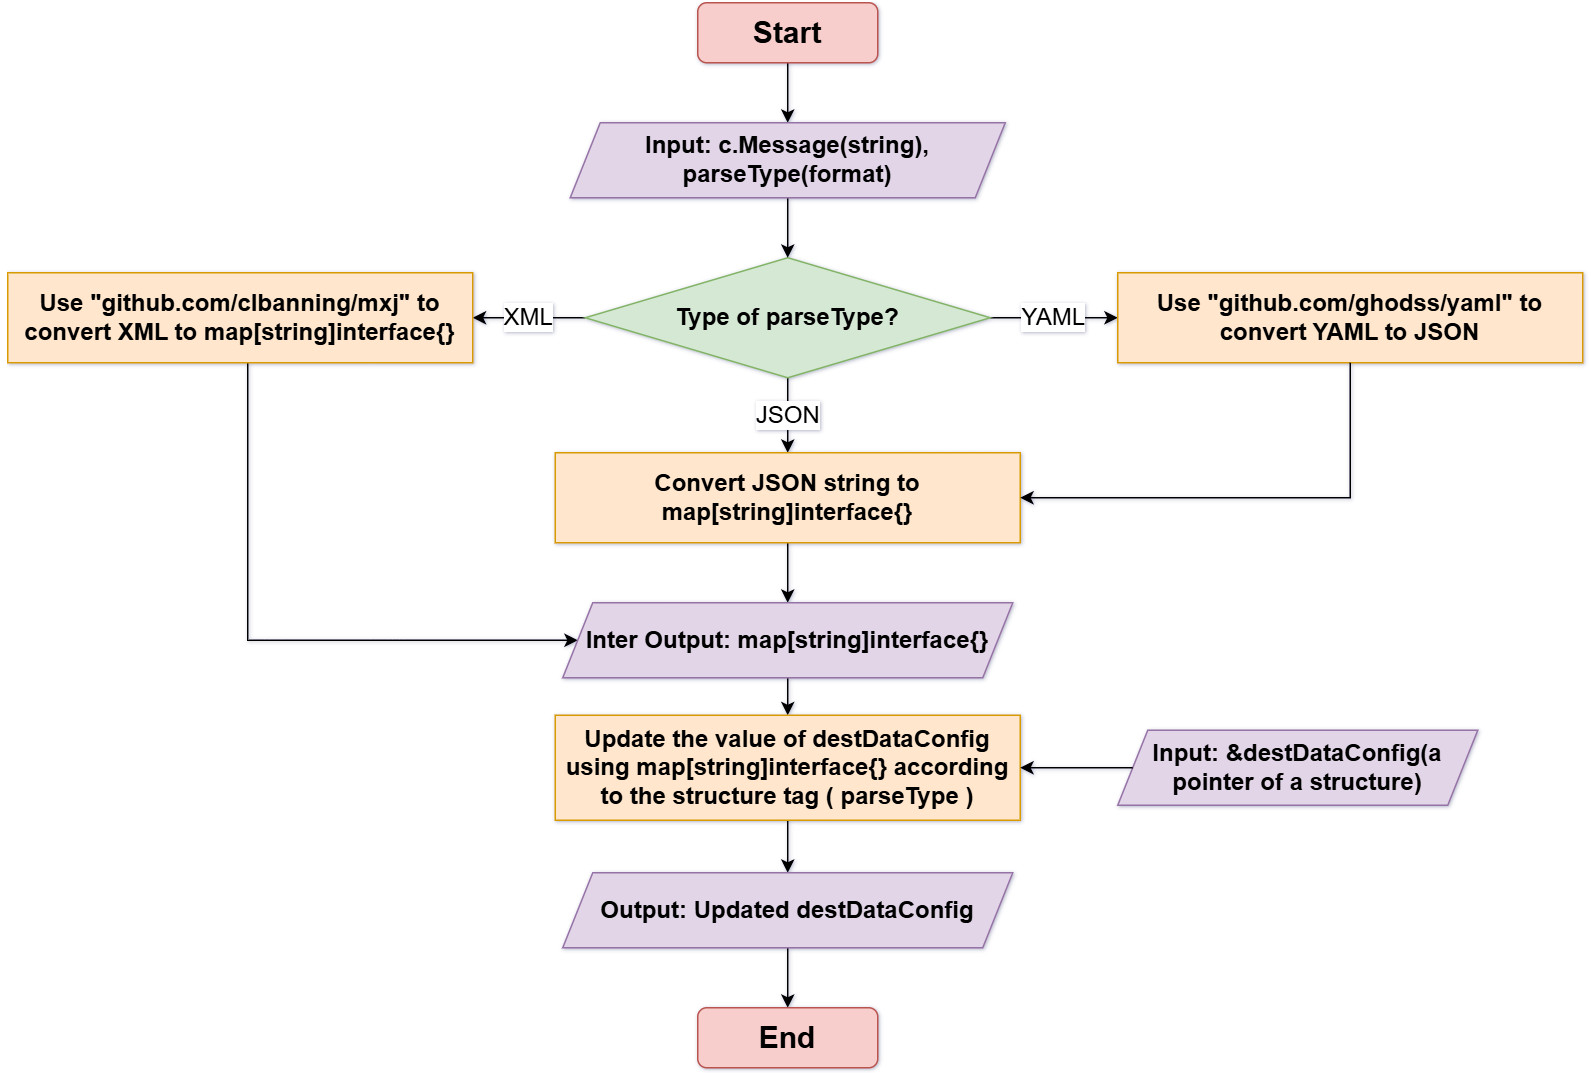 Start
Input: c.Message(string),
parseType(format)
Use "github.com/clbanning/mxj" to
convert XML to map[string]interface{}
XML
Type of parseType?
YAML
Use "github.com/ghodss/yaml" to
convert YAML to JSON
JSON
Convert JSON string to
map[string]interface{}
Inter Output: map[string]interface{}
Update the value of destDataConfig
using map[string]interface{} according
to the structure tag ( parseType )
Input: &destDataConfig(a
pointer of a structure)
Output: Updated destDataConfig
End